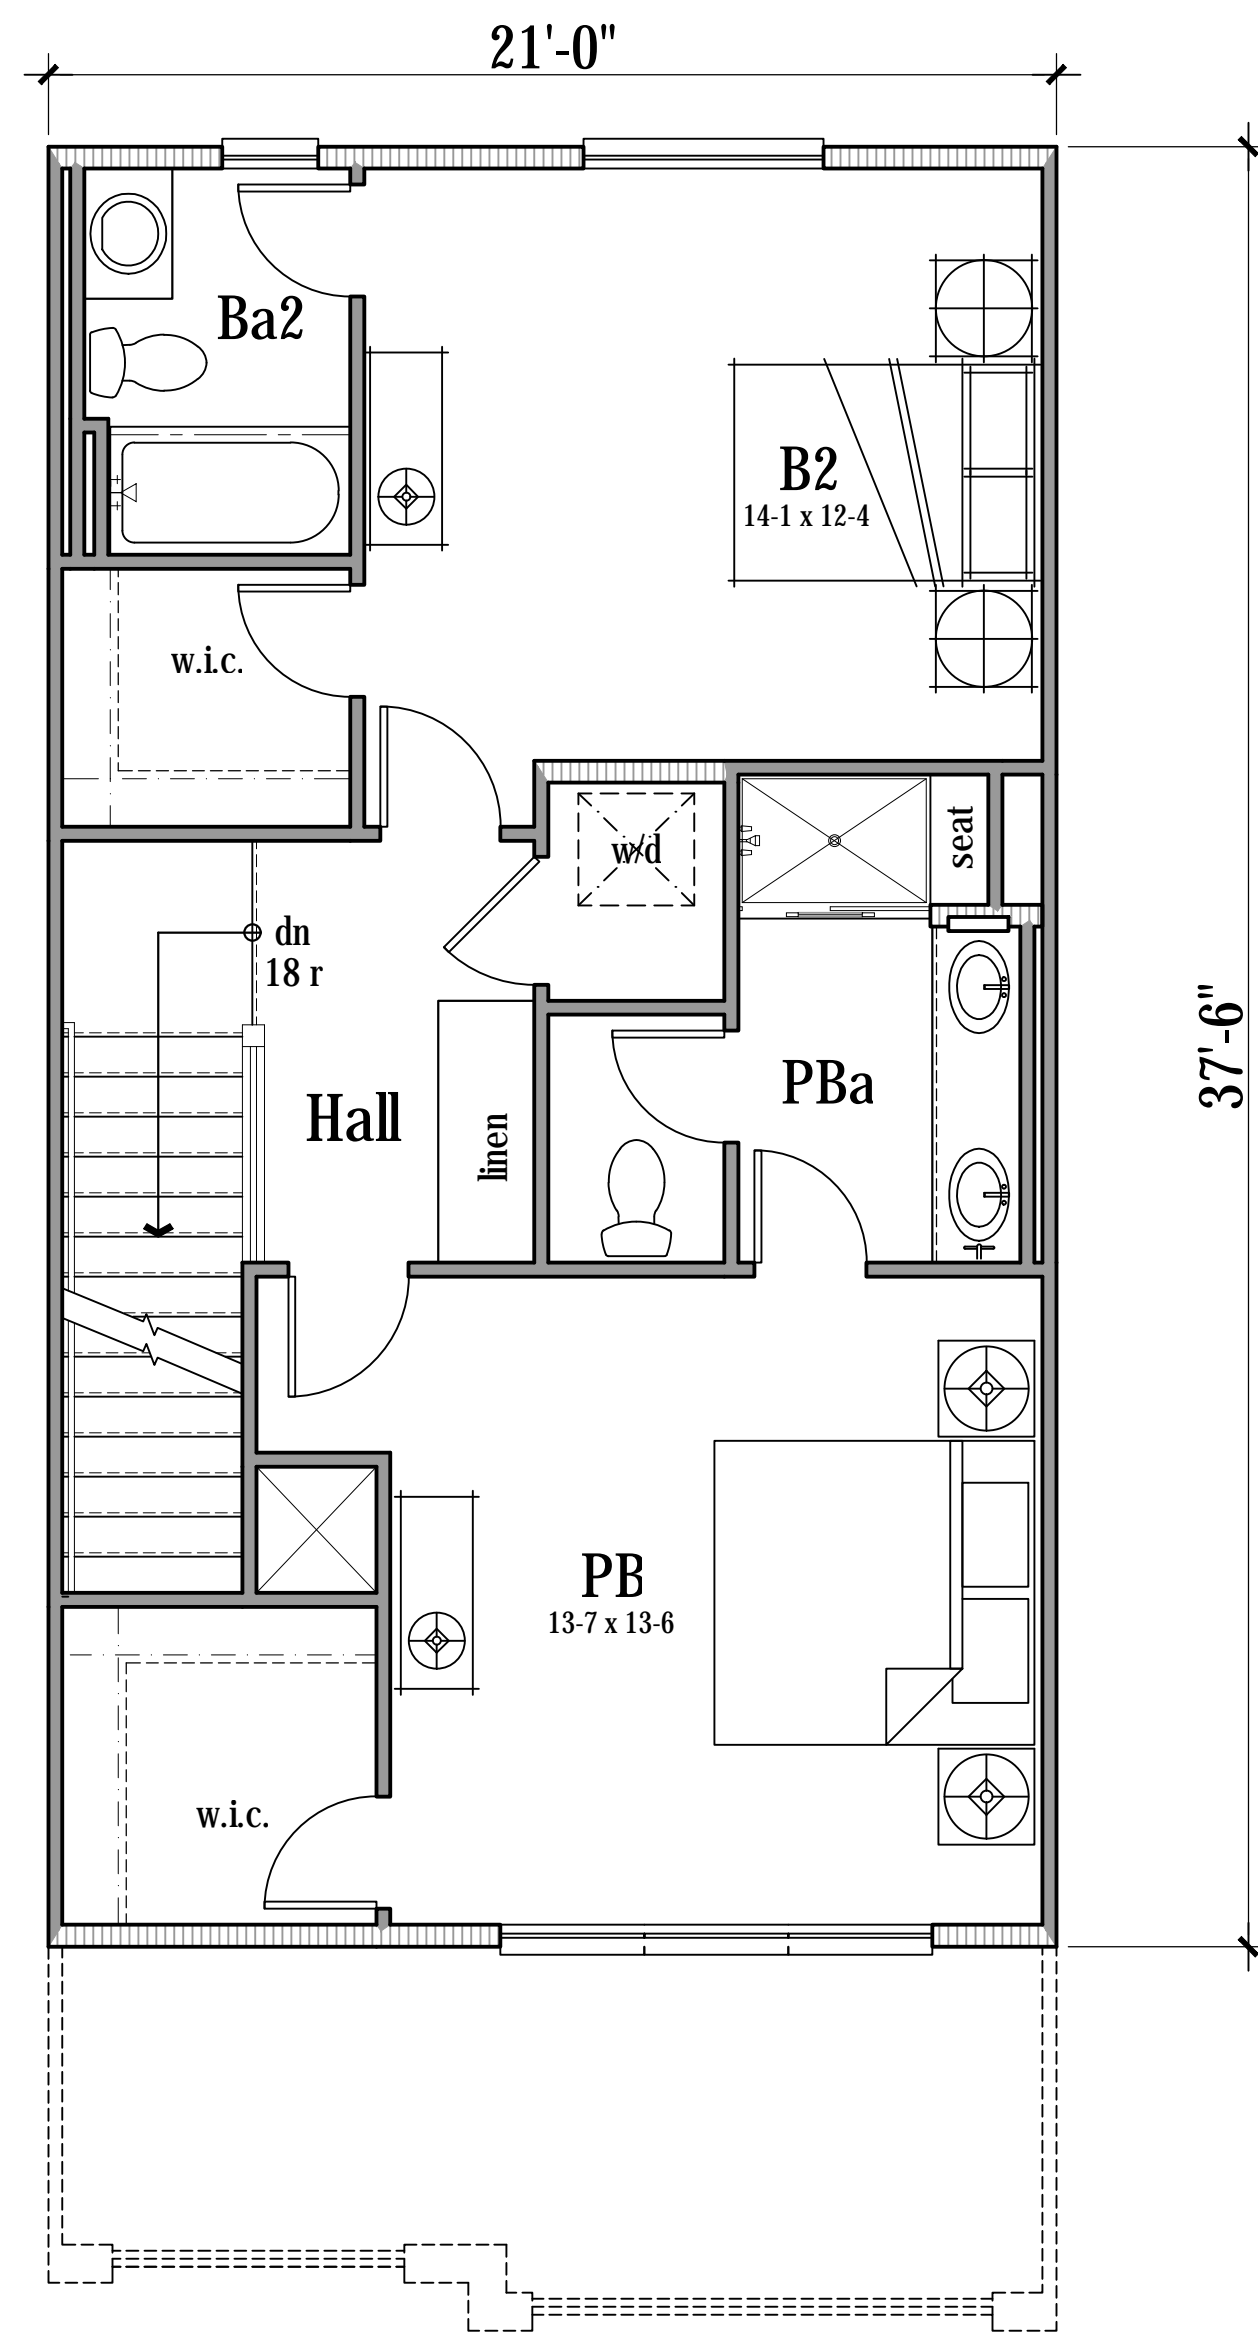 21'-0"
Ba2
B2
14-1 x 12-4
w.i.c.
w/d
seat
dn
18 r
37'-6"
PBa
Hall
linen
PB
13-7 x 13-6
w.i.c.